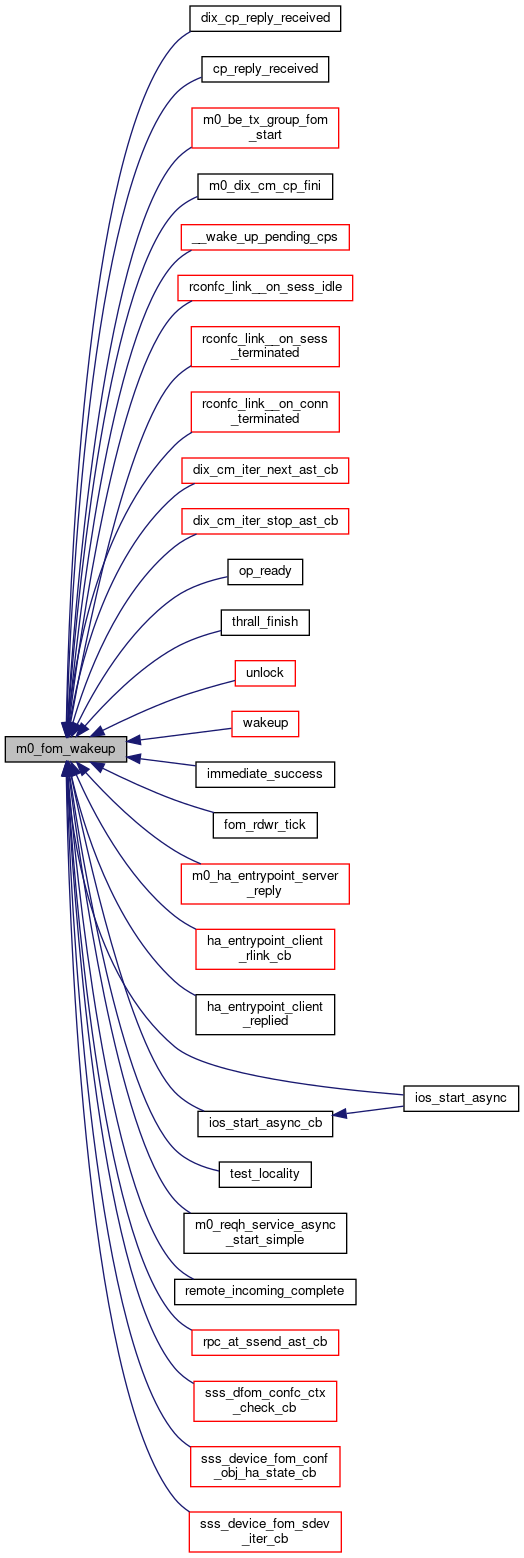 dix_cp_reply_received
cp_reply_received
m0_be_tx_group_fom
_start
m0_dix_cm_cp_fini
__wake_up_pending_cps
rconfc_link__on_sess_idle
rconfc_link__on_sess
_terminated
rconfc_link__on_conn
_terminated
dix_cm_iter_next_ast_cb
dix_cm_iter_stop_ast_cb
op_ready
thrall_finish
unlock
wakeup
m0_fom_wakeup
immediate_success
fom_rdwr_tick
m0_ha_entrypoint_server
_reply
ha_entrypoint_client
_rlink_cb
ha_entrypoint_client
_replied
ios_start_async
ios_start_async_cb
test_locality
m0_reqh_service_async
_start_simple
remote_incoming_complete
rpc_at_ssend_ast_cb
sss_dfom_confc_ctx
_check_cb
sss_device_fom_conf
_obj_ha_state_cb
sss_device_fom_sdev
_iter_cb